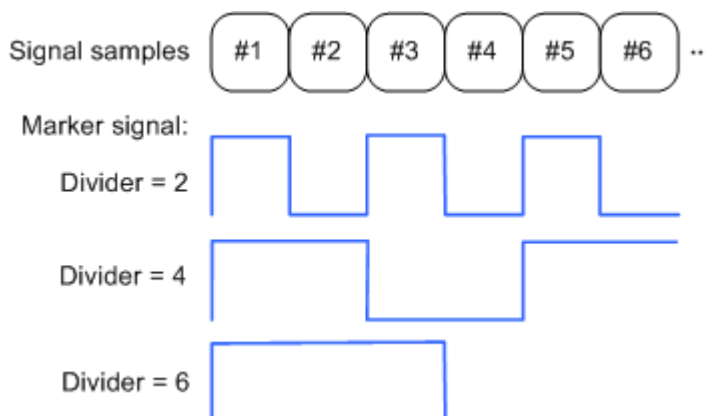 Signal samples #1 #2 #3 #4 #5 #6 ..
Marker signal:
Divider = 2
Divider = 4
Divider = 6